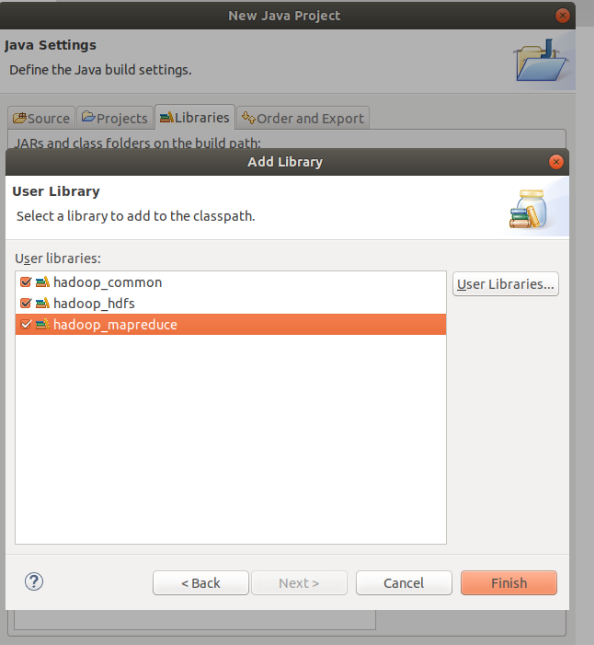 New Java Project
Java Settings
Define the Java build settings.
Source Projects Libraries Order and Export
JARs and class folders on the build path:
Add Library
User Library
Select a library to add to the classpath.
User libraries:
hadoop_common
User Libraries...
hadoop_hdfs
hadoop_mapreduce
?
< Back Next > Cancel Finish